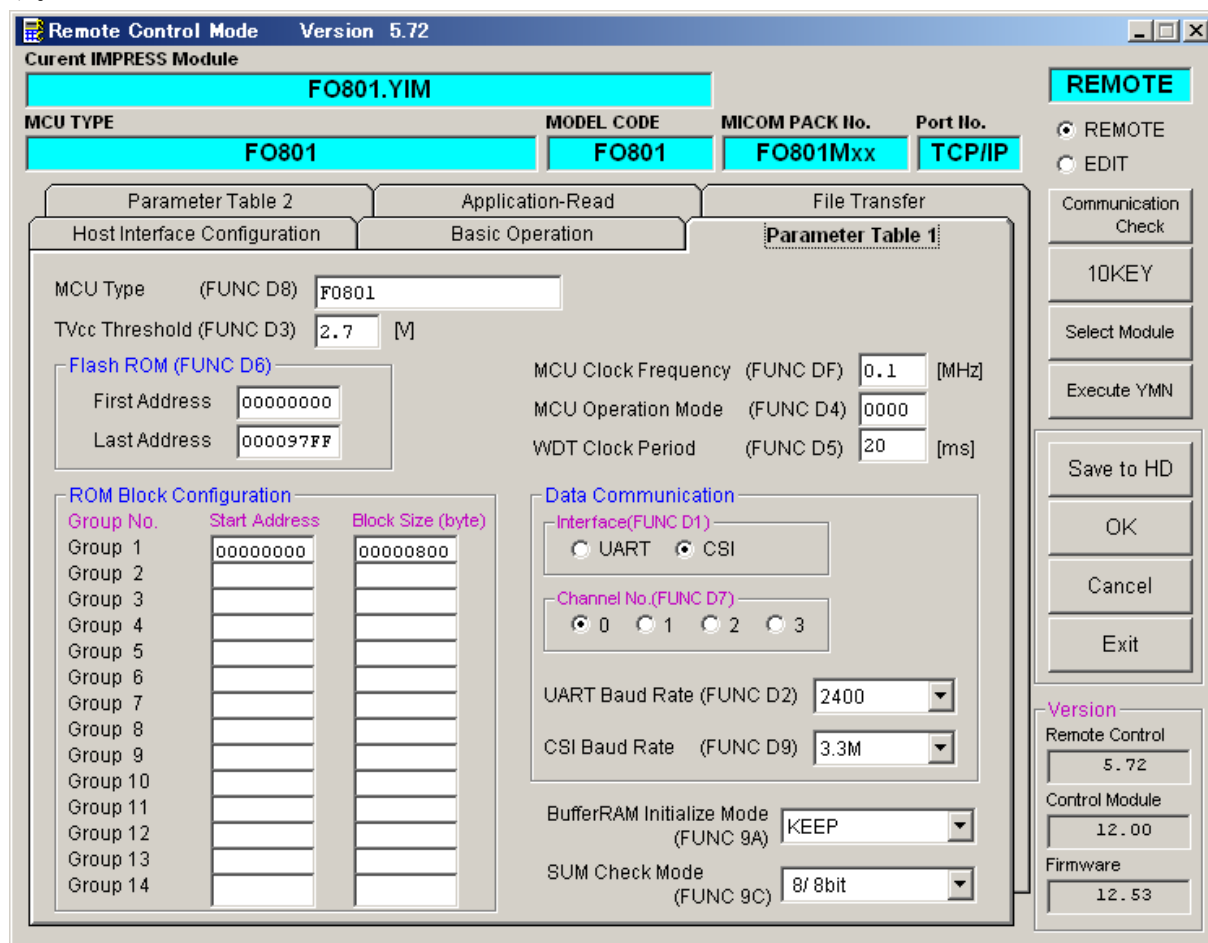 Remote Control Mode Version 5.72
Curent IMPRESS Module
FO801.YIM
REMOTE
MCU TYPE MODEL CODE MICOM PACK No. Port No.
FO801 FO801 FO801Mxx TCP/IP
REMOTE
EDIT
Parameter Table 2 Application-Read File Transfer
Host Interface Configuration Basic Operation Parameter Table 1
Communication
Check
10KEY
Select Module
Execute YMN
Save to HD
OK
Cancel
Exit
MCU Type (FUNC D8) F0801
TVcc Threshold (FUNC D3) 2.7 [V]
Flash ROM (FUNC D6)
First Address 00000000
Last Address 000097FF
MCU Clock Frequency (FUNC DF) 0.1 [MHz]
MCU Operation Mode (FUNC D4) 0000
WDT Clock Period (FUNC D5) 20 [ms]
ROM Block Configuration
Group No. Start Address Block Size (byte)
Group 1 00000000 00000800
Group 2
Group 3
Group 4
Group 5
Group 6
Group 7
Group 8
Group 9
Group 10
Group 11
Group 12
Group 13
Group 14
Data Communication
Interface(FUNC D1)
UART CSI
Channel No.(FUNC D7)
0 1 2 3
UART Baud Rate (FUNC D2) 2400
CSI Baud Rate (FUNC D9) 3.3M
BufferRAM Initialize Mode
(FUNC 9A) KEEP
SUM Check Mode
(FUNC 9C) 8/ 8bit
Version
Remote Control
5.72
Control Module
12.00
Firmware
12.53